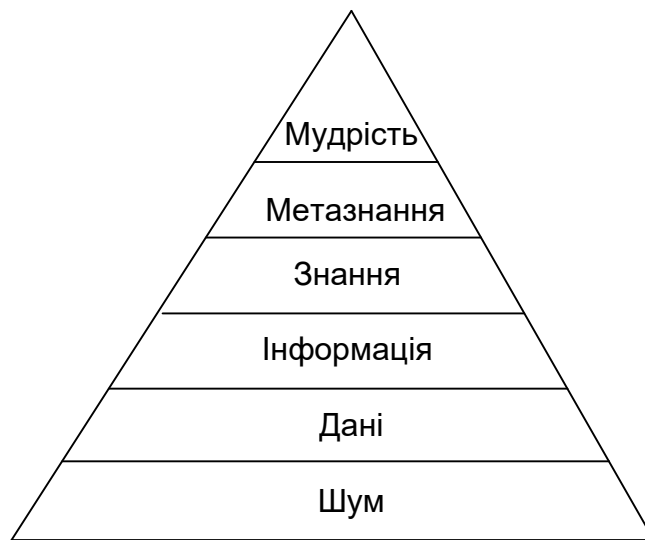 Мудрість
Метазнання
Знання
Інформація
Дані
Шум